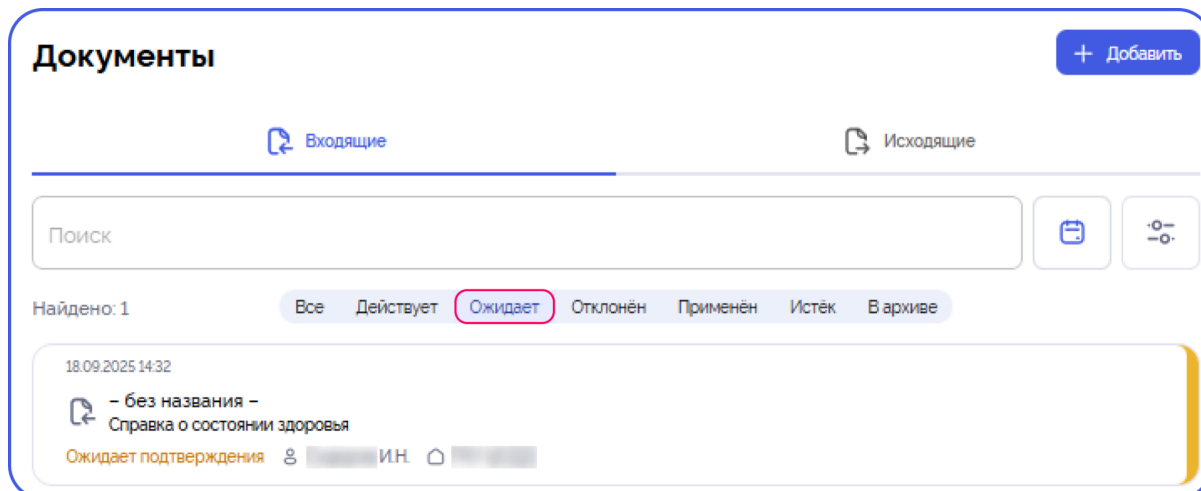 Документы
Добавить
Входящие
Исходящие
Поиск
Найдено: 1
Все Действует Ожидает Отклонён Применён Истёк В архиве
18.09.2025 14:32
– без названия –
Справка о состоянии здоровья
Ожидает подтверждения И.Н.